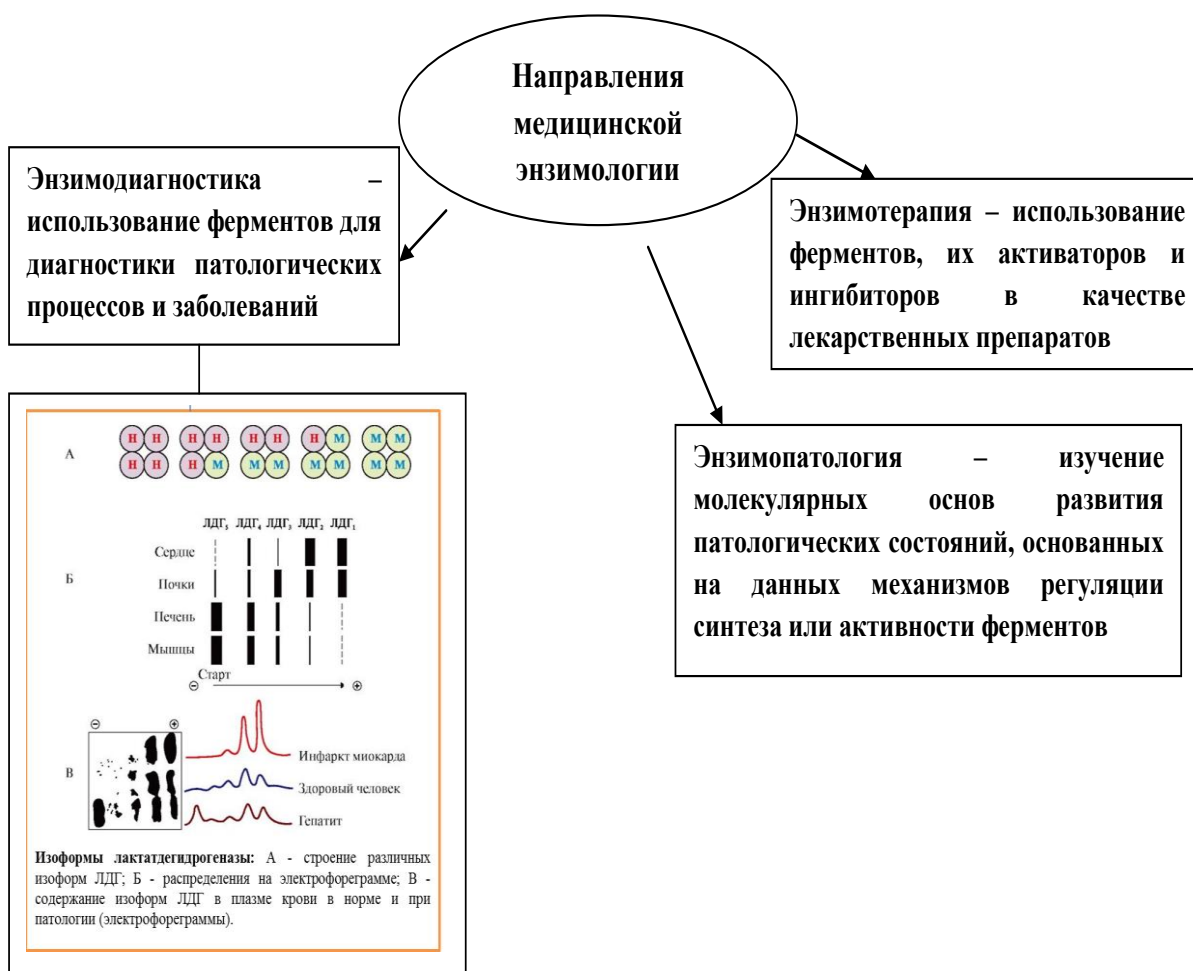 Направления
медицинской
энзимологии
Энзимодиагностика –
использование ферментов для
диагностики патологических
процессов и заболеваний
Энзимотерапия – использование
ферментов, их активаторов и
ингибиторов в качестве
лекарственных препаратов
Энзимопатология – изучение
молекулярных основ развития
патологических состояний, основанных
на данных механизмов регуляции
синтеза или активности ферментов
А
Н Н Н Н Н Н Н М М М
Н Н Н М М М М М М М
ЛДГ₅ ЛДГ₄ ЛДГ₃ ЛДГ₂ ЛДГ₁
Б
Сердце
Почки
Печень
Мышцы
Старт
⊖ ⊕
⊖ ⊕
В
Инфаркт миокарда
Здоровый человек
Гепатит
Изоформы лактатдегидрогеназы: А - строение различных
изоформ ЛДГ; Б - распределения на электрофореграмме; В -
содержание изоформ ЛДГ в плазме крови в норме и при
патологии (электрофореграммы).